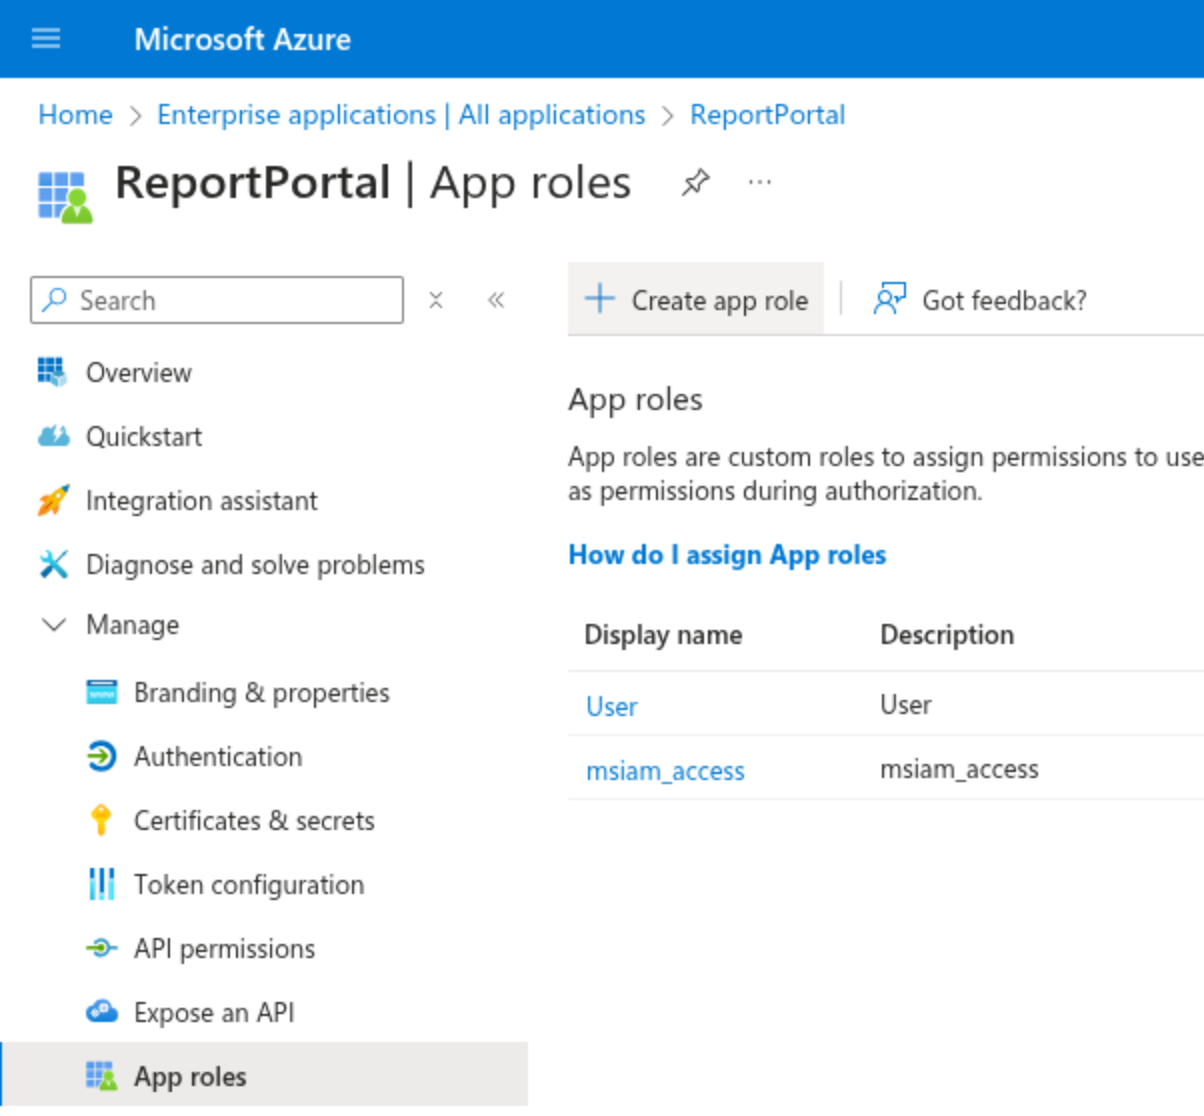 Microsoft Azure
Home > Enterprise applications | All applications > ReportPortal
ReportPortal | App roles ...
Search
Overview
Quickstart
Integration assistant
Diagnose and solve problems
Manage
Branding & properties
Authentication
Certificates & secrets
Token configuration
API permissions
Expose an API
App roles
Create app role
Got feedback?
App roles
App roles are custom roles to assign permissions to use
as permissions during authorization.
How do I assign App roles
Display name Description
User User
msiam_access msiam_access